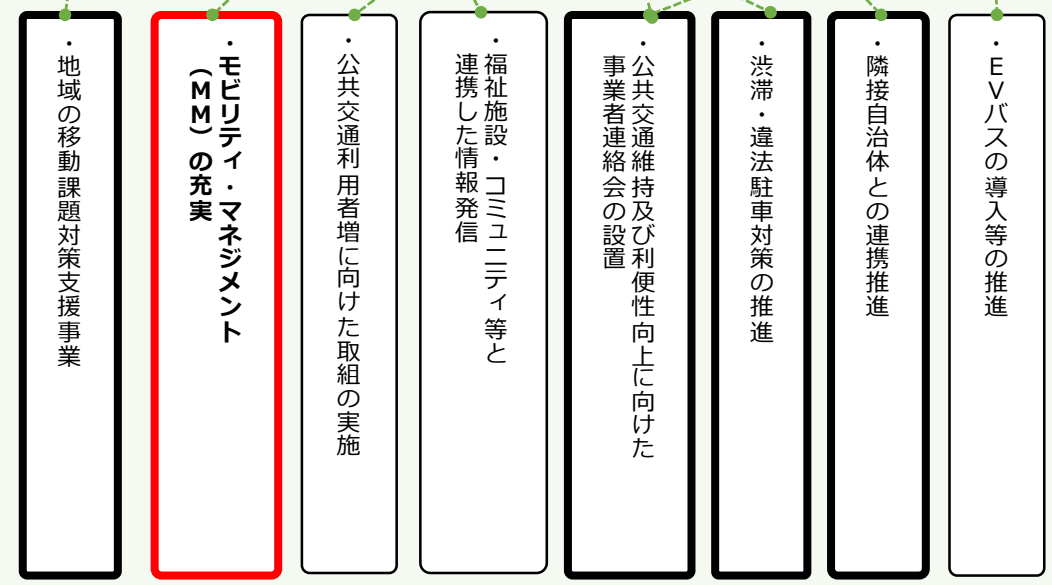 ・EVバスの導入等の推進
・隣接自治体との連携推進
・渋滞・違法駐車対策の推進
・公共交通維持及び利便性向上に向けた
事業者連絡会の設置
・福祉施設・コミュニティ等と
連携した情報発信
・公共交通利用者増に向けた取組の実施
・モビリティ・マネジメント
（MM）の充実
・地域の移動課題対策支援事業